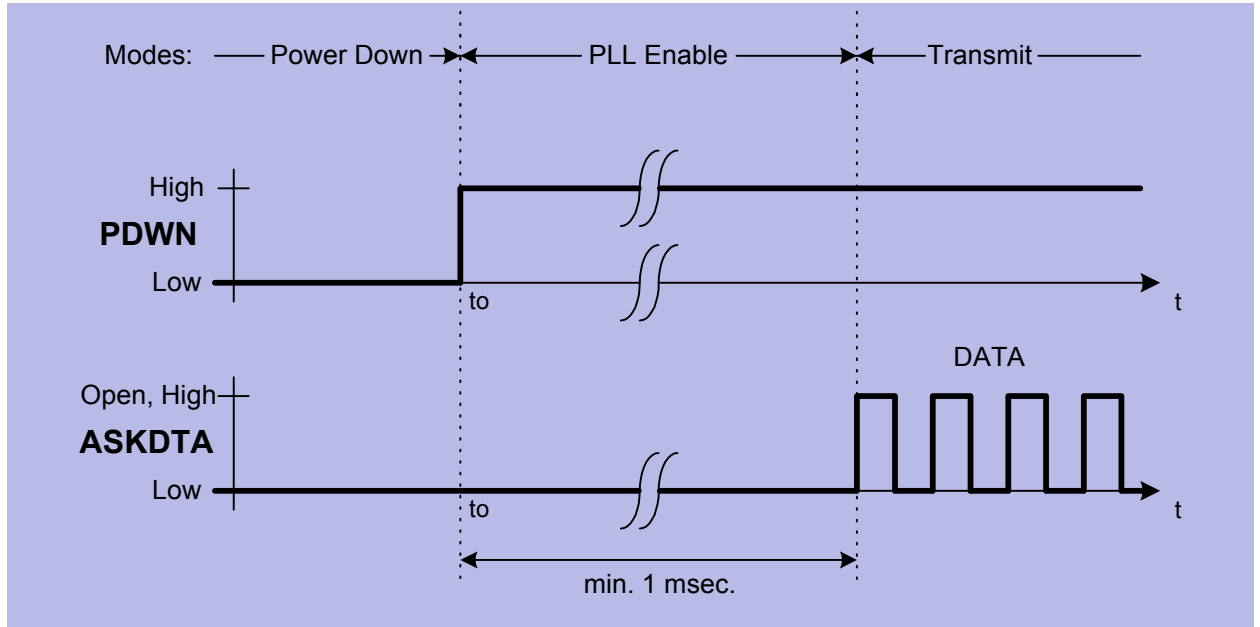 Modes: Power Down PLL Enable Transmit
High
PDWN
Low
to
t
DATA
Open, High
ASKDTA
Low
to
t
min. 1 msec.